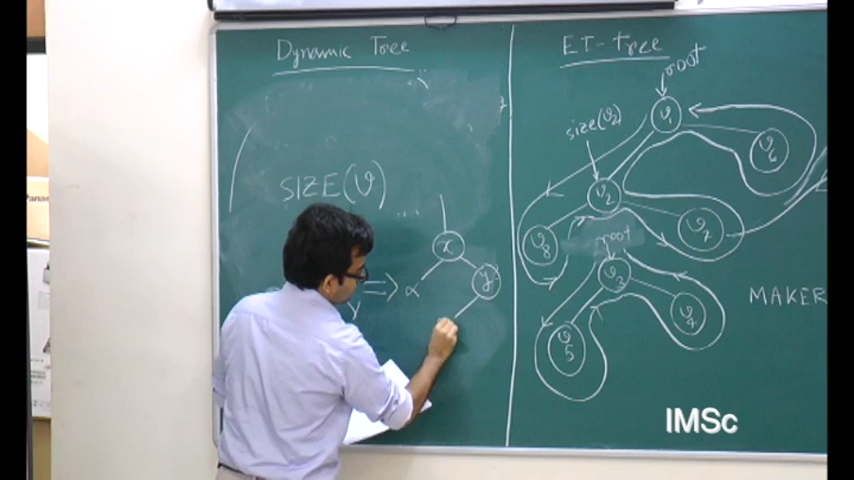 Dynamic Tree
SIZE(v)
...
x
=> α
y
γ
ET-tree
root
v1
size(v2)
v6
v2
v7
v8
root
v3
v4
v5
MAKER
IMSc
Panas